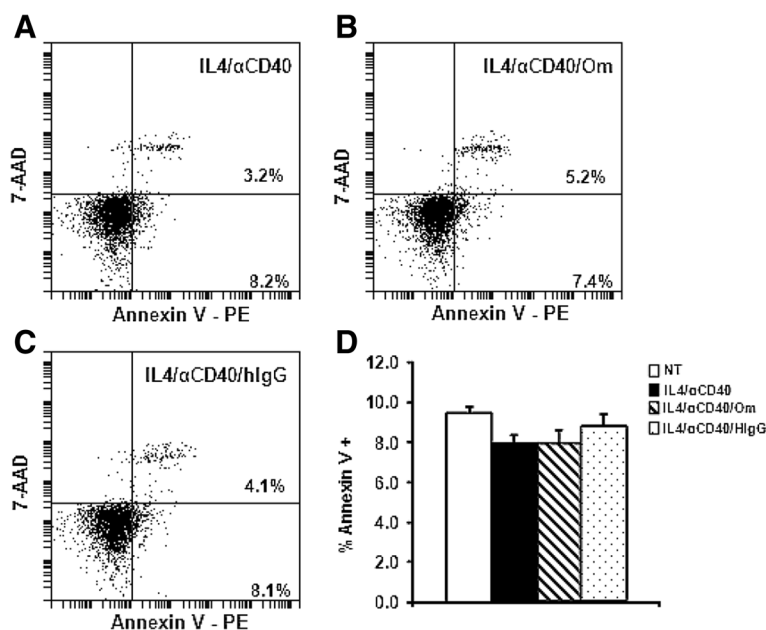 A
IL4/αCD40
7-AAD
3.2%
8.2%
Annexin V - PE
B
IL4/αCD40/Om
7-AAD
5.2%
7.4%
Annexin V - PE
C
IL4/αCD40/hIgG
7-AAD
4.1%
8.1%
Annexin V - PE
D
% Annexin V +
12.0
10.0
8.0
6.0
4.0
2.0
0.0
NT
IL4/αCD40
IL4/αCD40/Om
IL4/αCD40/HIgG